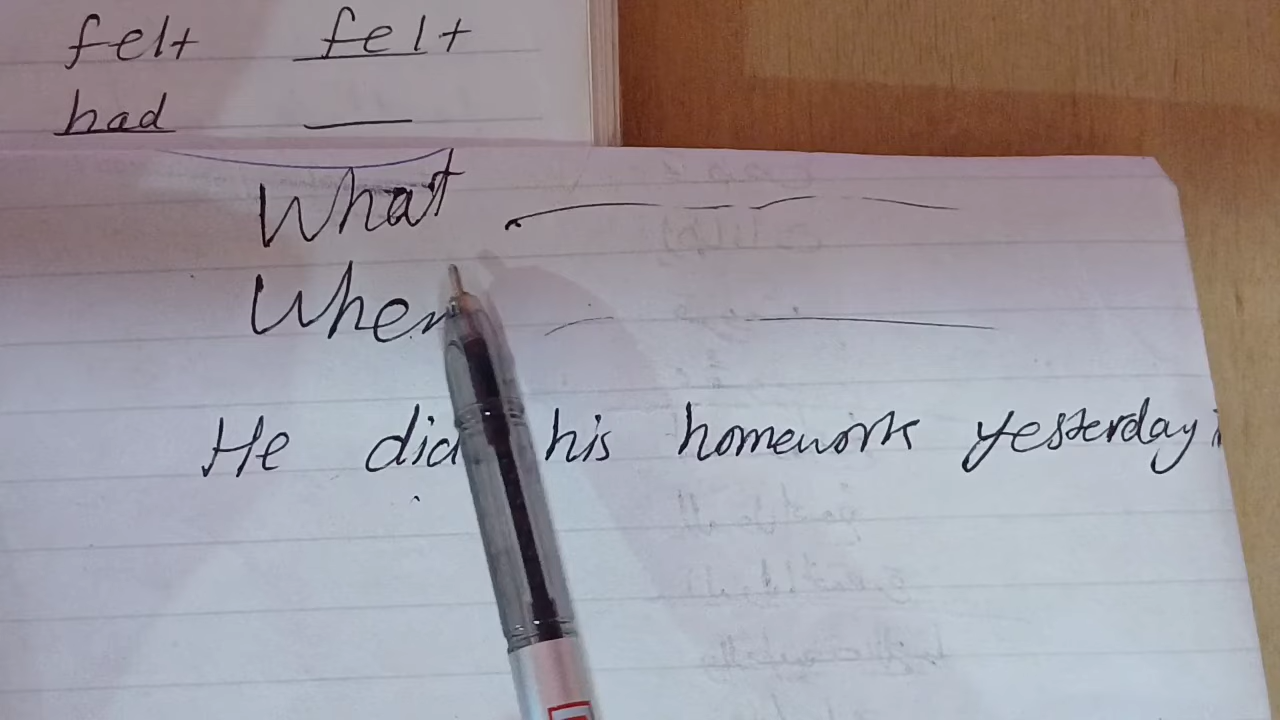 felt felt
had
What
When
He did his homework yesterday